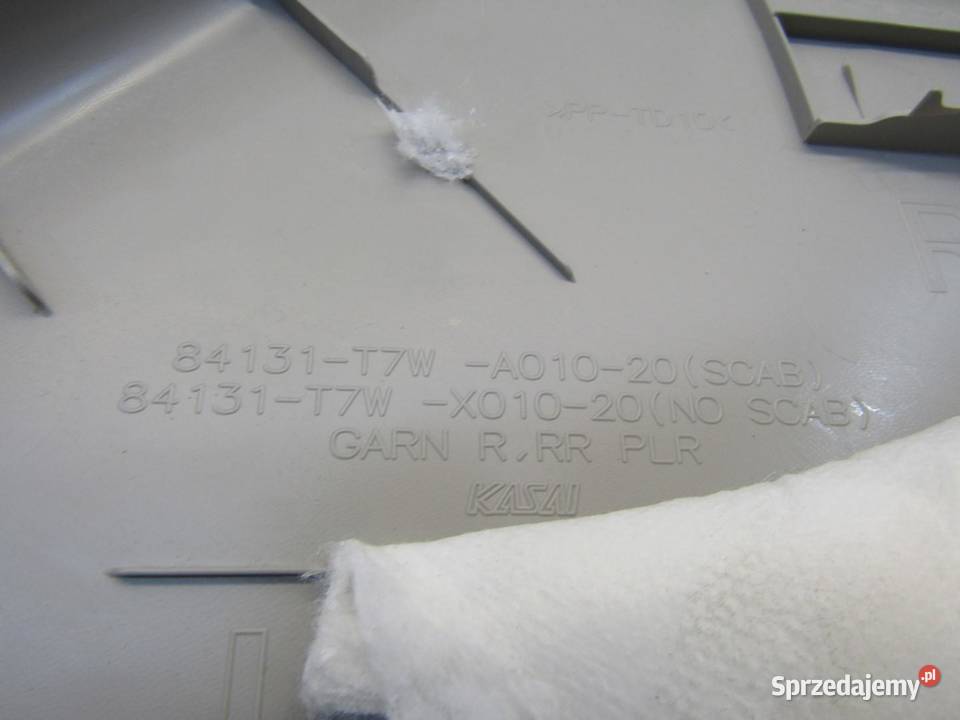 >PP-TD10<
R
84131-T7W -A010-20(SCAB)
84131-T7W -X010-20(NO SCAB)
GARN R,RR PLR
KASAI
Sprzedajemy.pl